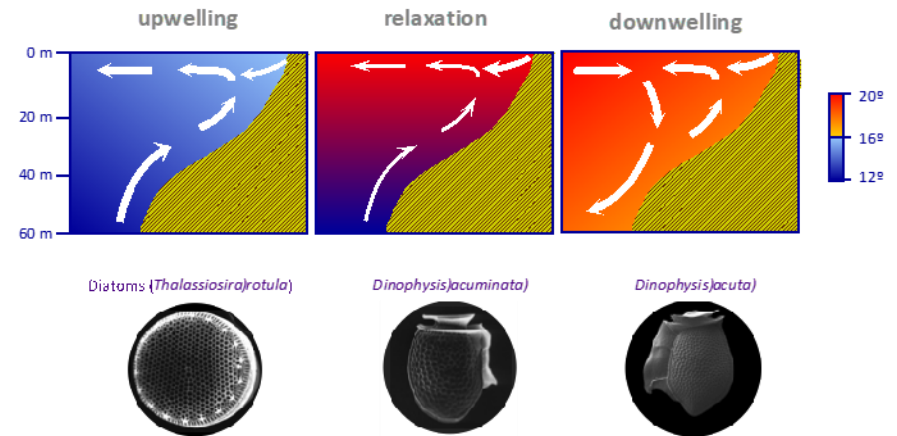 upwelling
relaxation
downwelling
0 m
20 m
40 m
60 m
20º
16º
12º
Diatoms (Thalassiosira)rotula)
Dinophysis)acuminata)
Dinophysis)acuta)